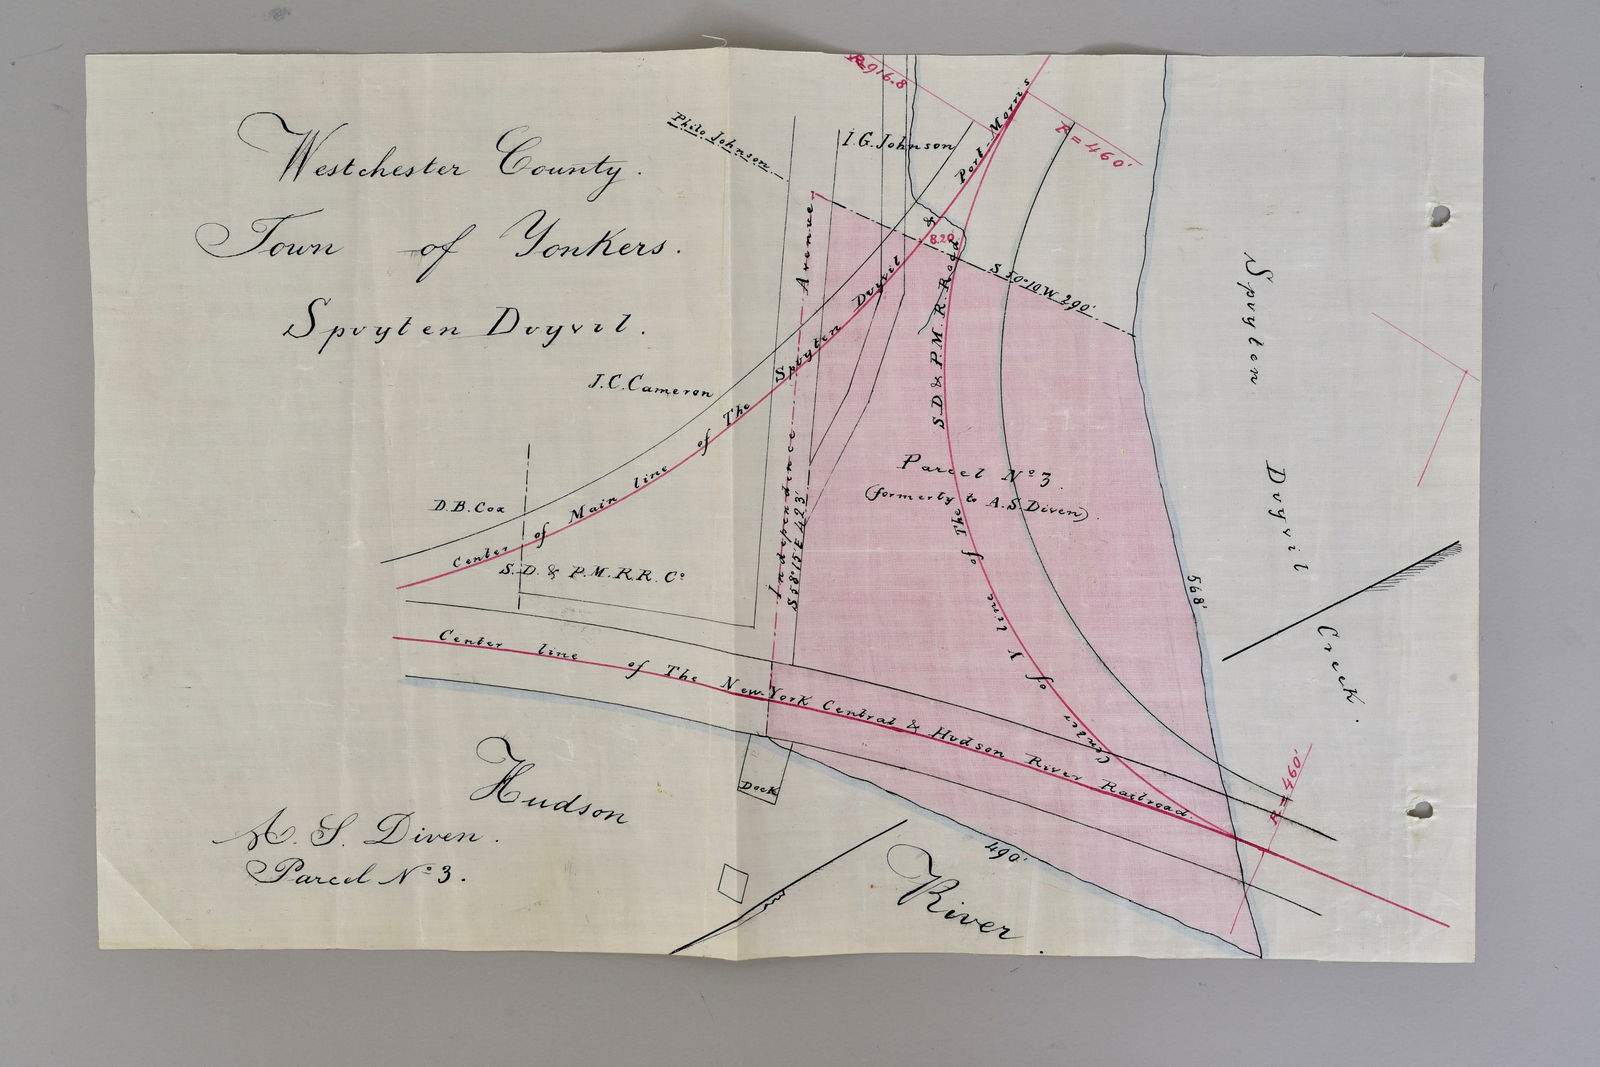 Westchester County.
Town of Yonkers.
Spuyten Duyvil.
Philo Johnson
I. G. Johnson
R=916.8
R=460'
8.20
S 50°10' W 290'
J. C. Cameron
D. B. Cox
S. D. & P. M. R. R. Co
Center of Main line of The Spuyten Duyvil & Port-Morris
S. D. & P. M. R. Road
Center of Y line of The
Independence Avenue
S 58°15' E 423'
Parcel No 3.
(formerly to A. S. Diven).
Center line of The New-York Central & Hudson River Railroad.
568'
490'
R=460'
Dock
Spuyten Duyvil Creek.
Hudson River.
A. S. Diven.
Parcel No 3.